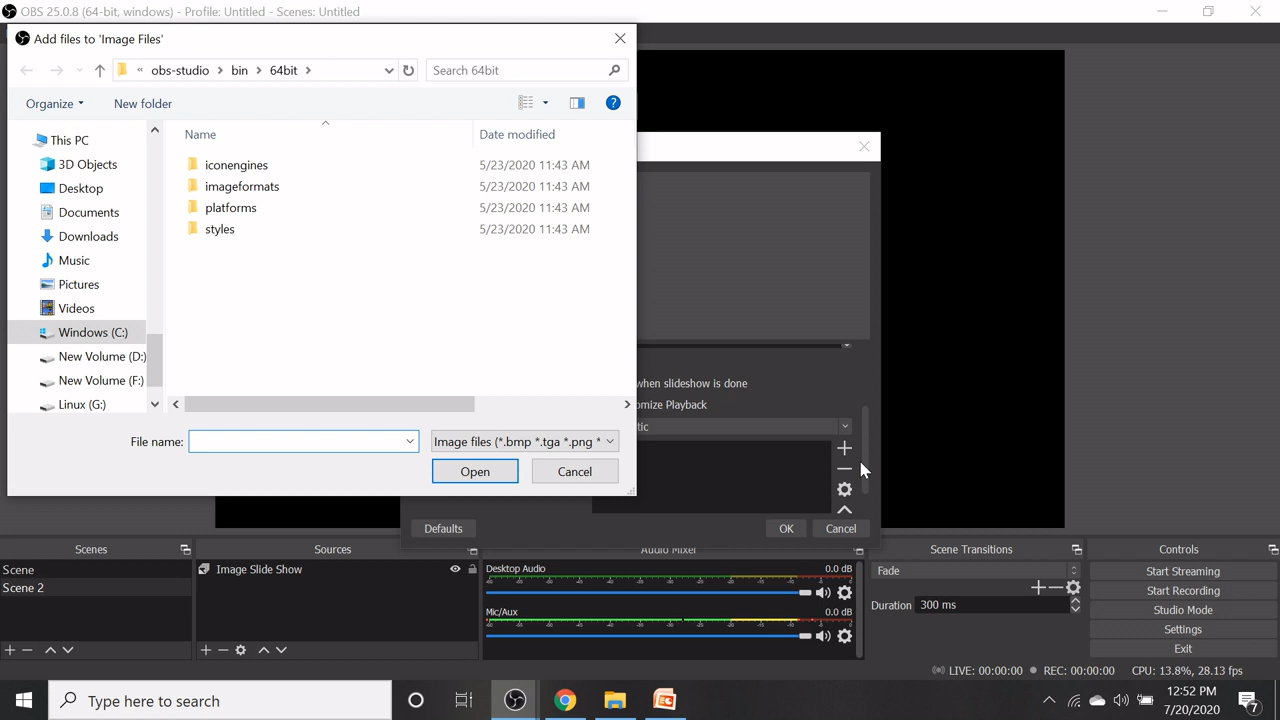 OBS 25.0.8 (64-bit, windows) - Profile: Untitled - Scenes: Untitled
Add files to 'Image Files'
« obs-studio > bin > 64bit >
Search 64bit
Organize
New folder
This PC
3D Objects
Desktop
Documents
Downloads
Music
Pictures
Videos
Windows (C:)
New Volume (D:)
New Volume (F:)
Linux (G:)
Name Date modified
iconengines 5/23/2020 11:43 AM
imageformats 5/23/2020 11:43 AM
platforms 5/23/2020 11:43 AM
styles 5/23/2020 11:43 AM
File name:
Image files (*.bmp *.tga *.png *
Open Cancel
when slideshow is done
omize Playback
tic
Defaults OK Cancel
Scenes
Scene
Scene 2
Sources
Image Slide Show
Audio Mixer
Desktop Audio 0.0 dB
Mic/Aux 0.0 dB
Scene Transitions
Fade
Duration 300 ms
Controls
Start Streaming
Start Recording
Studio Mode
Settings
Exit
LIVE: 00:00:00 REC: 00:00:00 CPU: 13.8%, 28.13 fps
Type here to search
12:52 PM
7/20/2020
7